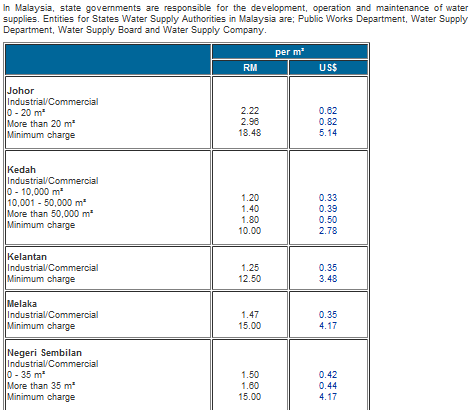 In Malaysia, state governments are responsible for the development, operation and maintenance of water
supplies. Entities for States Water Supply Authorities in Malaysia are; Public Works Department, Water Supply
Department, Water Supply Board and Water Supply Company.
per m³
RM US$
Johor
Industrial/Commercial
0 - 20 m³ 2.22 0.62
More than 20 m³ 2.96 0.82
Minimum charge 18.48 5.14
Kedah
Industrial/Commercial
0 - 10,000 m³ 1.20 0.33
10,001 - 50,000 m³ 1.40 0.39
More than 50,000 m³ 1.80 0.50
Minimum charge 10.00 2.78
Kelantan
Industrial/Commercial 1.25 0.35
Minimum charge 12.50 3.48
Melaka
Industrial/Commercial 1.47 0.35
Minimum charge 15.00 4.17
Negeri Sembilan
Industrial/Commercial
0 - 35 m³ 1.50 0.42
More than 35 m³ 1.60 0.44
Minimum charge 15.00 4.17